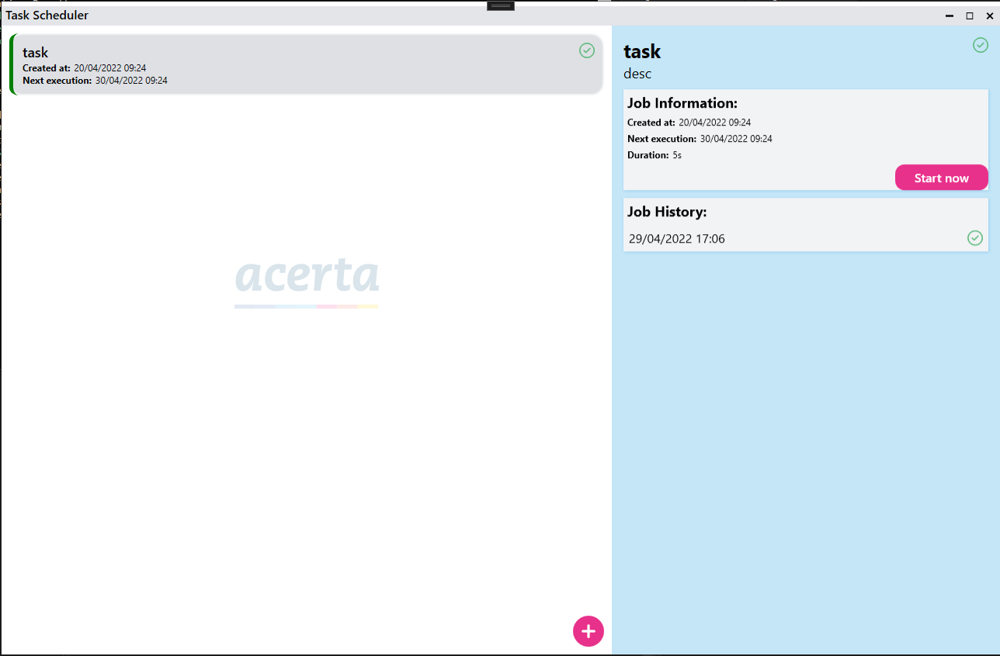 Task Scheduler
task
Created at: 20/04/2022 09:24
Next execution: 30/04/2022 09:24
acerta
task
desc
Job Information:
Created at: 20/04/2022 09:24
Next execution: 30/04/2022 09:24
Duration: 5s
Start now
Job History:
29/04/2022 17:06